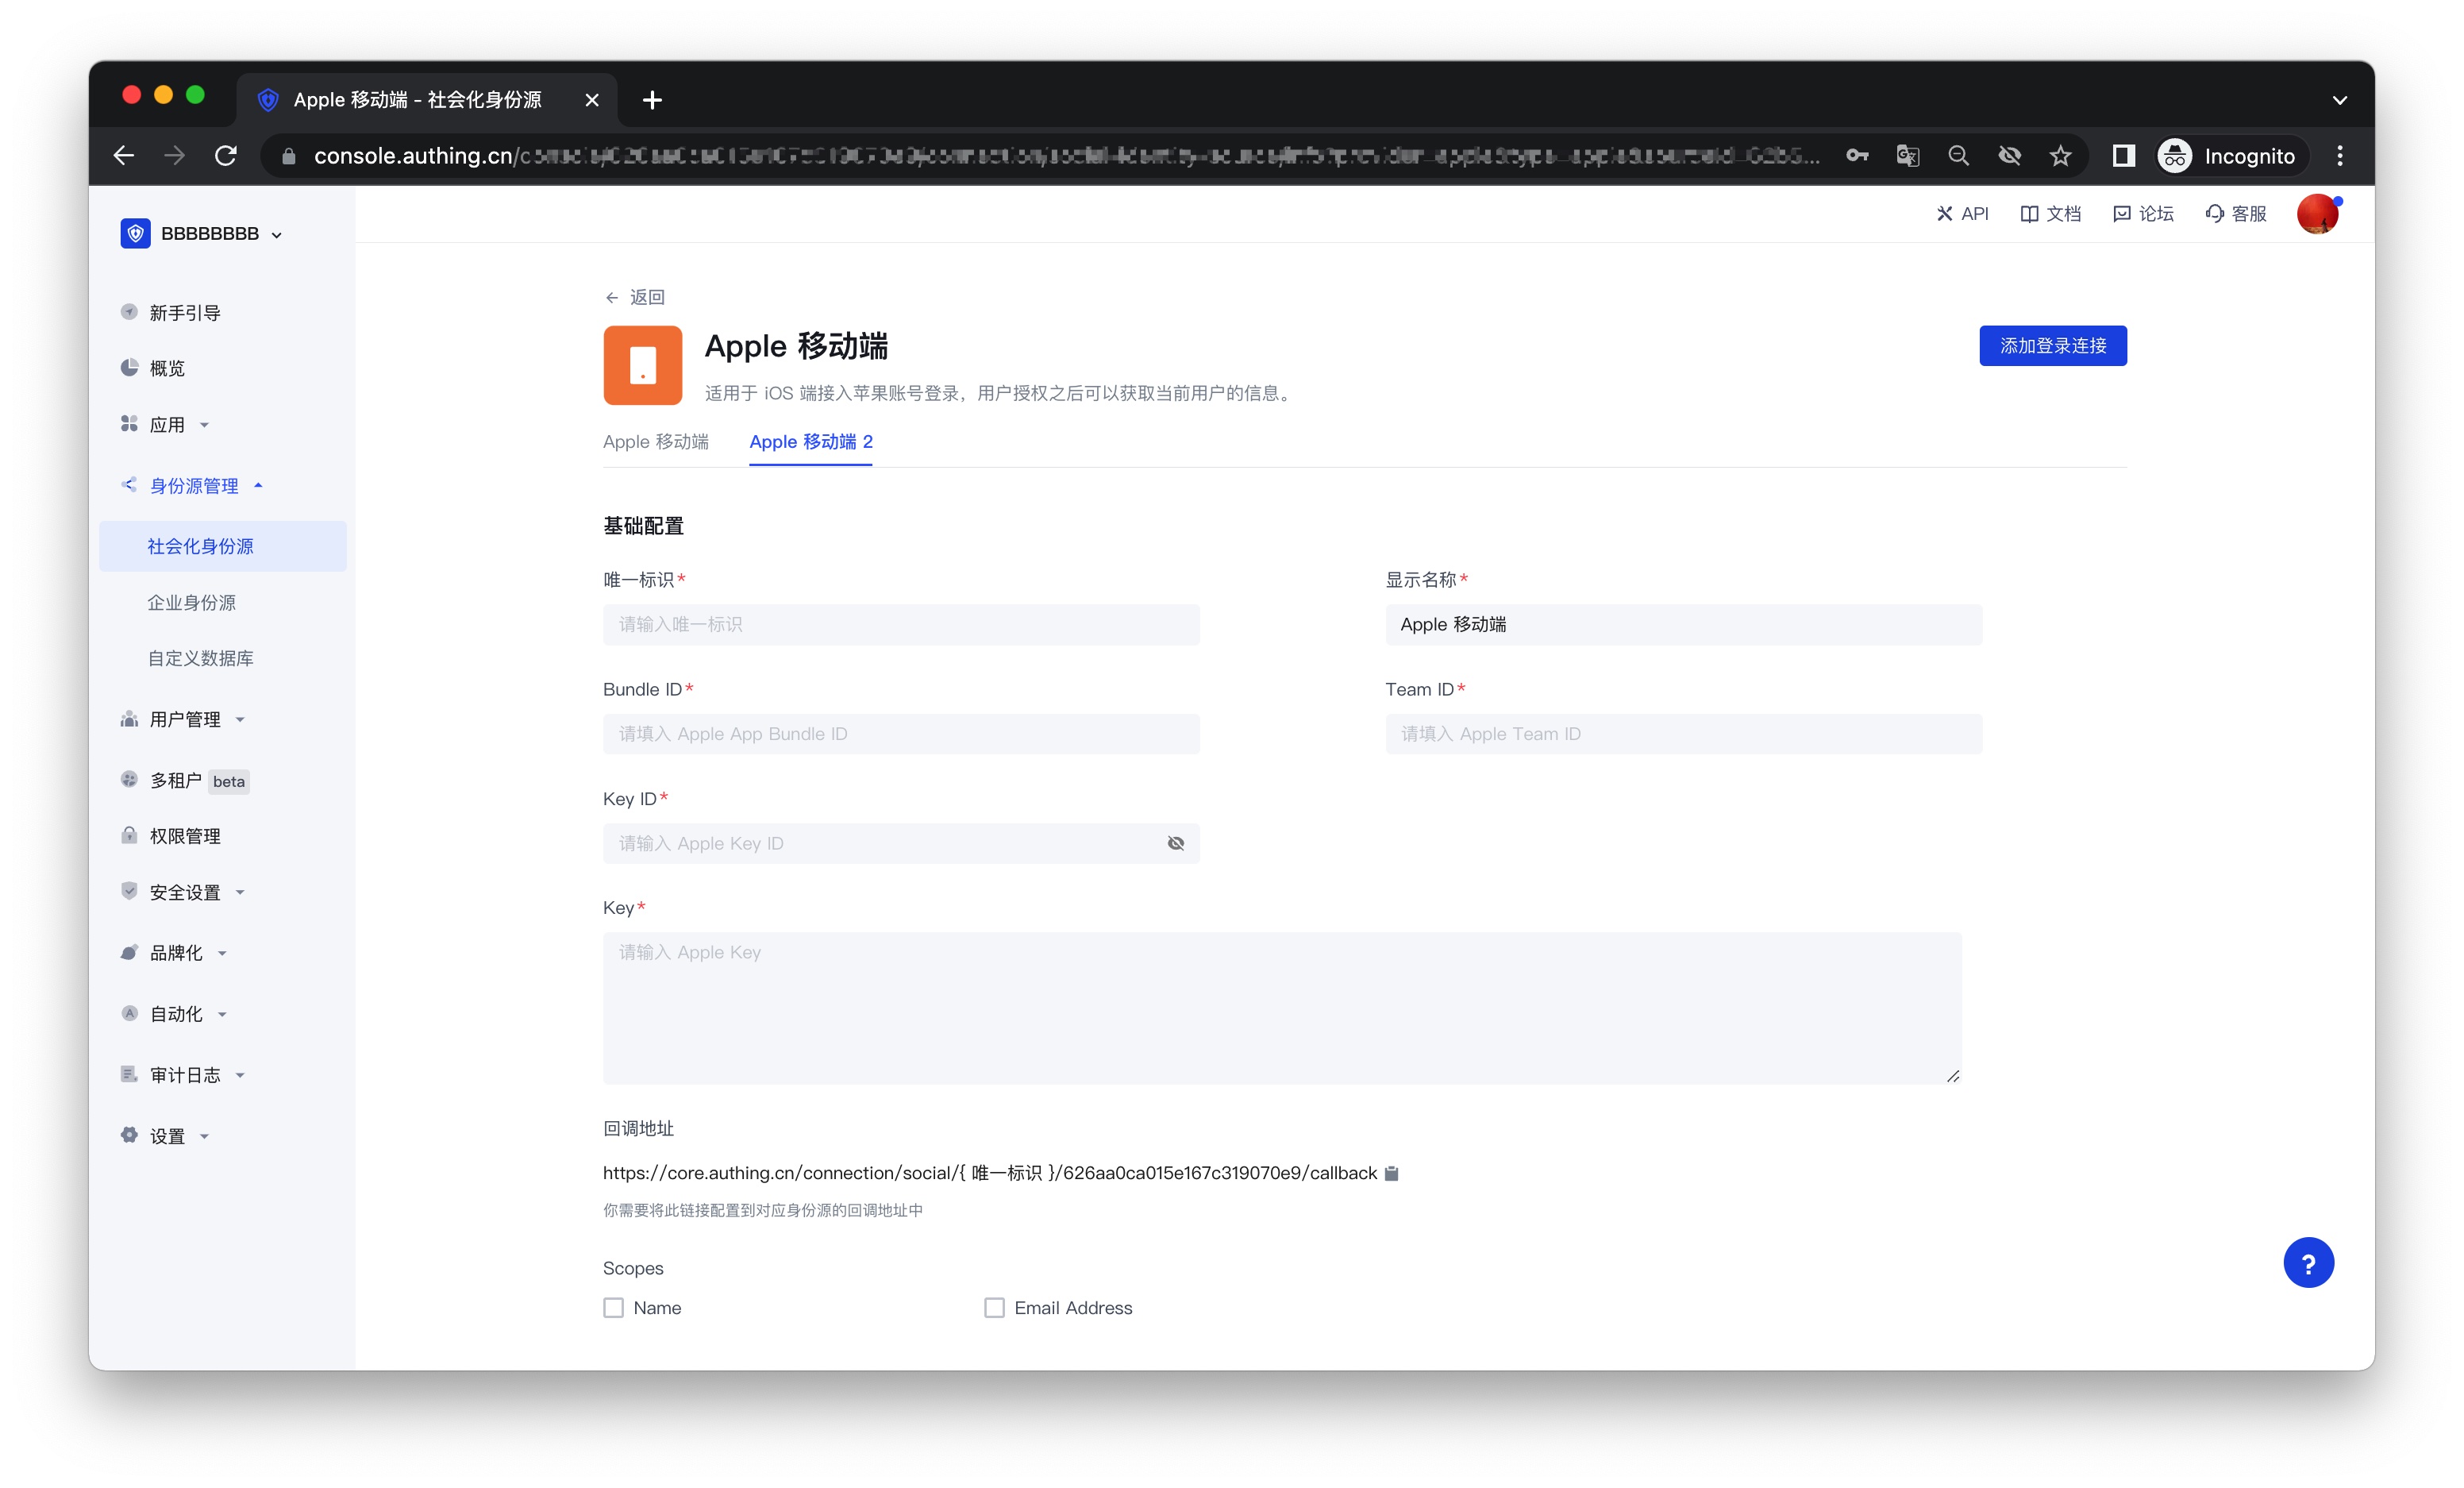 Apple 移动端 - 社会化身份源
console.authing.cn/
Incognito
BBBBBBBB
API
文档
论坛
客服
新手引导
概览
应用
身份源管理
社会化身份源
企业身份源
自定义数据库
用户管理
多租户 beta
权限管理
安全设置
品牌化
自动化
审计日志
设置
返回
Apple 移动端
添加登录连接
适用于 iOS 端接入苹果账号登录，用户授权之后可以获取当前用户的信息。
Apple 移动端
Apple 移动端 2
基础配置
唯一标识*
显示名称*
请输入唯一标识
Apple 移动端
Bundle ID*
Team ID*
请填入 Apple App Bundle ID
请填入 Apple Team ID
Key ID*
请输入 Apple Key ID
Key*
请输入 Apple Key
回调地址
https://core.authing.cn/connection/social/{ 唯一标识 }/626aa0ca015e167c319070e9/callback
你需要将此链接配置到对应身份源的回调地址中
Scopes
Name
Email Address
?